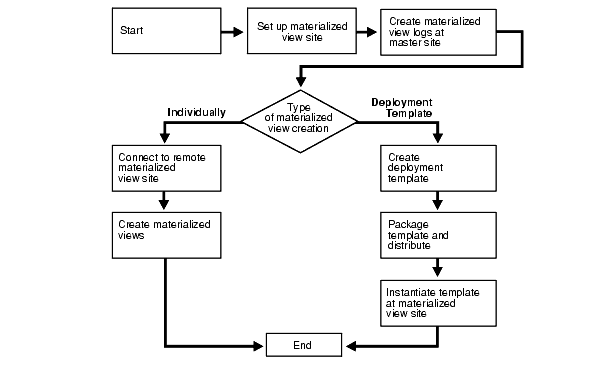 Start
Set up materialized
view site
Create materialized
view logs at
master site
Type
of materialized
view creation
Individually
Deployment
Template
Connect to remote
materialized
view site
Create
deployment
template
Create materialized
views
Package
template and
distribute
Instantiate template
at materialized
view site
End